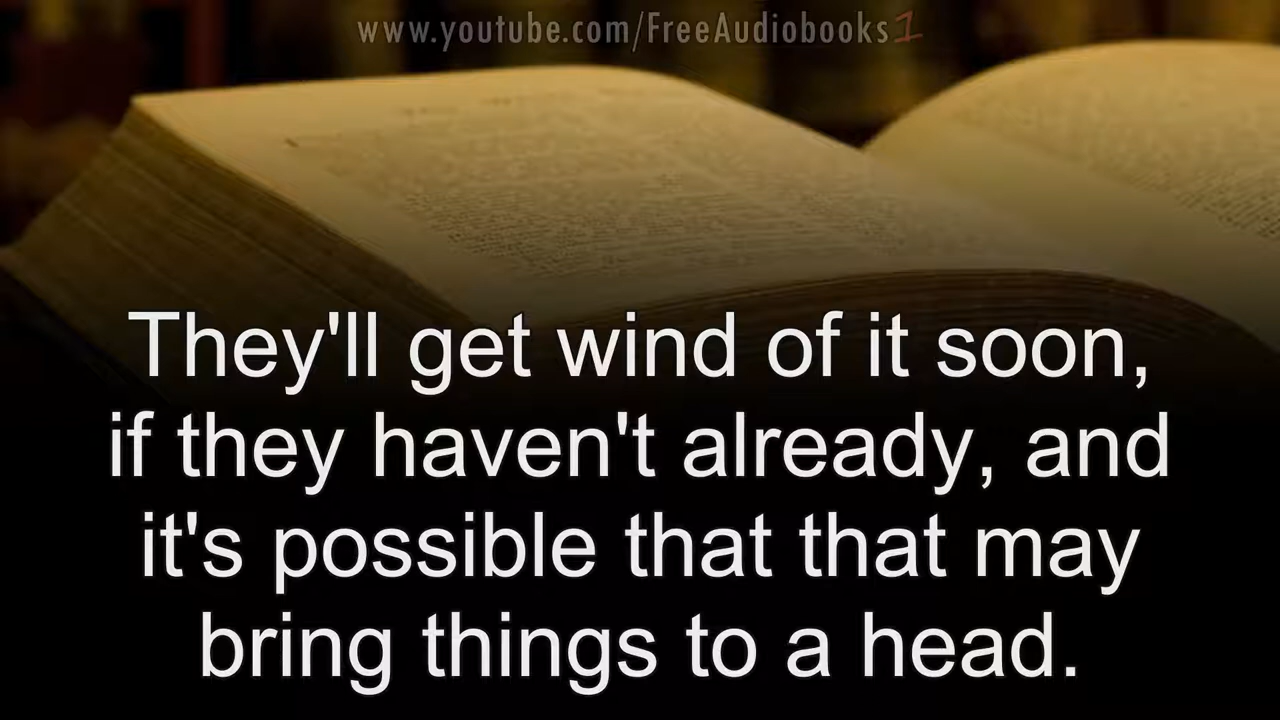 www.youtube.com/FreeAudiobooks1
They'll get wind of it soon,
if they haven't already, and
it's possible that that may
bring things to a head.